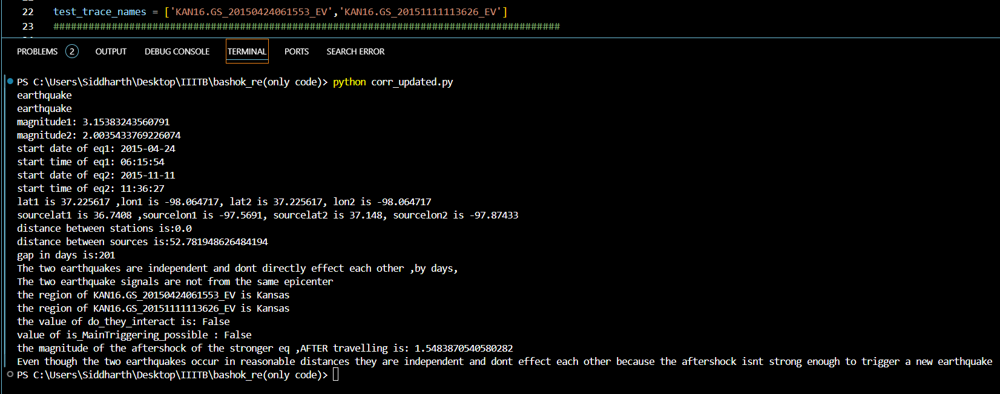 22 test_trace_names = ['KAN16.GS_20150424061553_EV','KAN16.GS_20151111113626_EV']
23 #############################################################################################
PROBLEMS 2 OUTPUT DEBUG CONSOLE TERMINAL PORTS SEARCH ERROR
PS C:\Users\Siddharth\Desktop\IIITB\bashok_re(only code)> python corr_updated.py
earthquake
earthquake
magnitude1: 3.15383243560791
magnitude2: 2.0035433769226074
start date of eq1: 2015-04-24
start time of eq1: 06:15:54
start date of eq2: 2015-11-11
start time of eq2: 11:36:27
lat1 is 37.225617 ,lon1 is -98.064717, lat2 is 37.225617, lon2 is -98.064717
sourcelat1 is 36.7408 ,sourcelon1 is -97.5691, sourcelat2 is 37.148, sourcelon2 is -97.87433
distance between stations is:0.0
distance between sources is:52.781948626484194
gap in days is:201
The two earthquakes are independent and dont directly effect each other ,by days,
The two earthquake signals are not from the same epicenter
the region of KAN16.GS_20150424061553_EV is Kansas
the region of KAN16.GS_20151111113626_EV is Kansas
the value of do_they_interact is: False
value of is_MainTriggering_possible : False
the magnitude of the aftershock of the stronger eq ,AFTER travelling is: 1.5483870540580282
Even though the two earthquakes occur in reasonable distances they are independent and dont effect each other because the aftershock isnt strong enough to trigger a new earthquake
PS C:\Users\Siddharth\Desktop\IIITB\bashok_re(only code)>